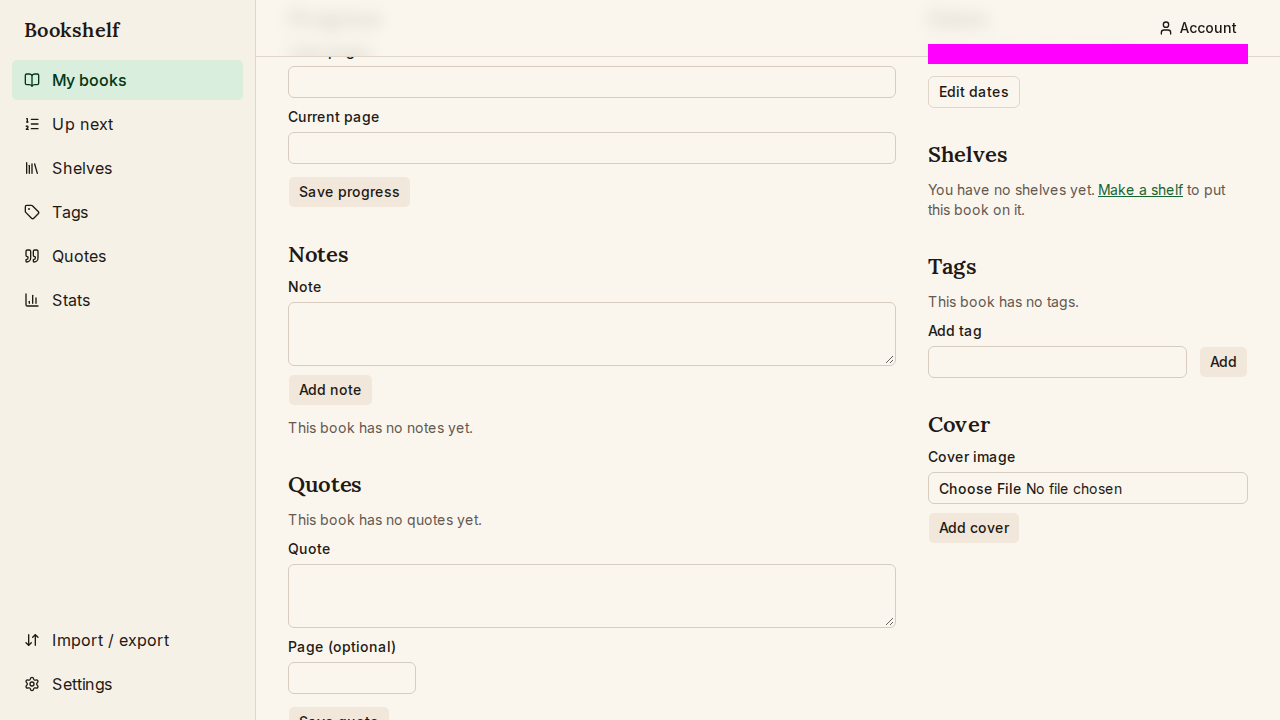 Bookshelf
My books
Up next
Shelves
Tags
Quotes
Stats
Import / export
Settings
Account
Current page
Save progress
Notes
Note
Add note
This book has no notes yet.
Quotes
This book has no quotes yet.
Quote
Page (optional)
Save quote
Edit dates
Shelves
You have no shelves yet. Make a shelf to put
this book on it.
Tags
This book has no tags.
Add tag
Add
Cover
Cover image
Choose File No file chosen
Add cover